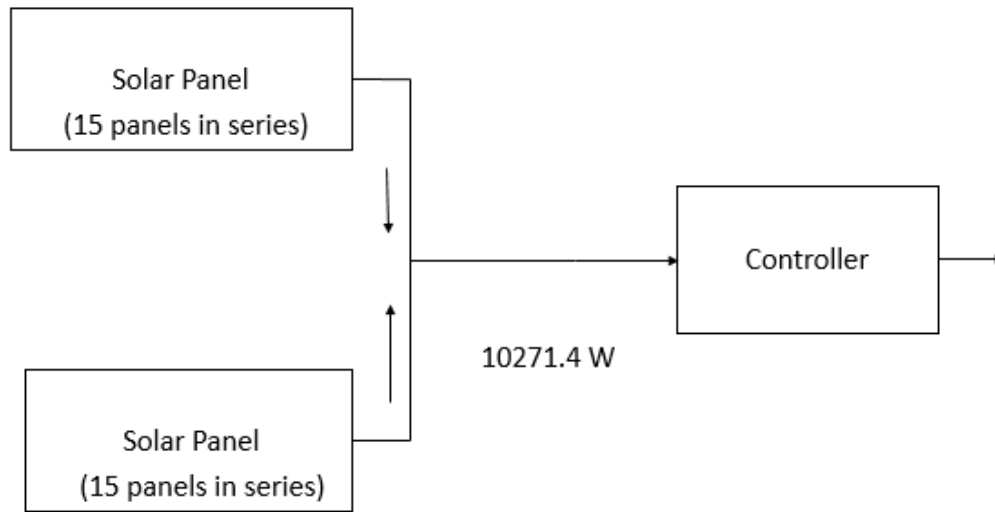 Solar Panel
(15 panels in series)
Controller
10271.4 W
Solar Panel
(15 panels in series)